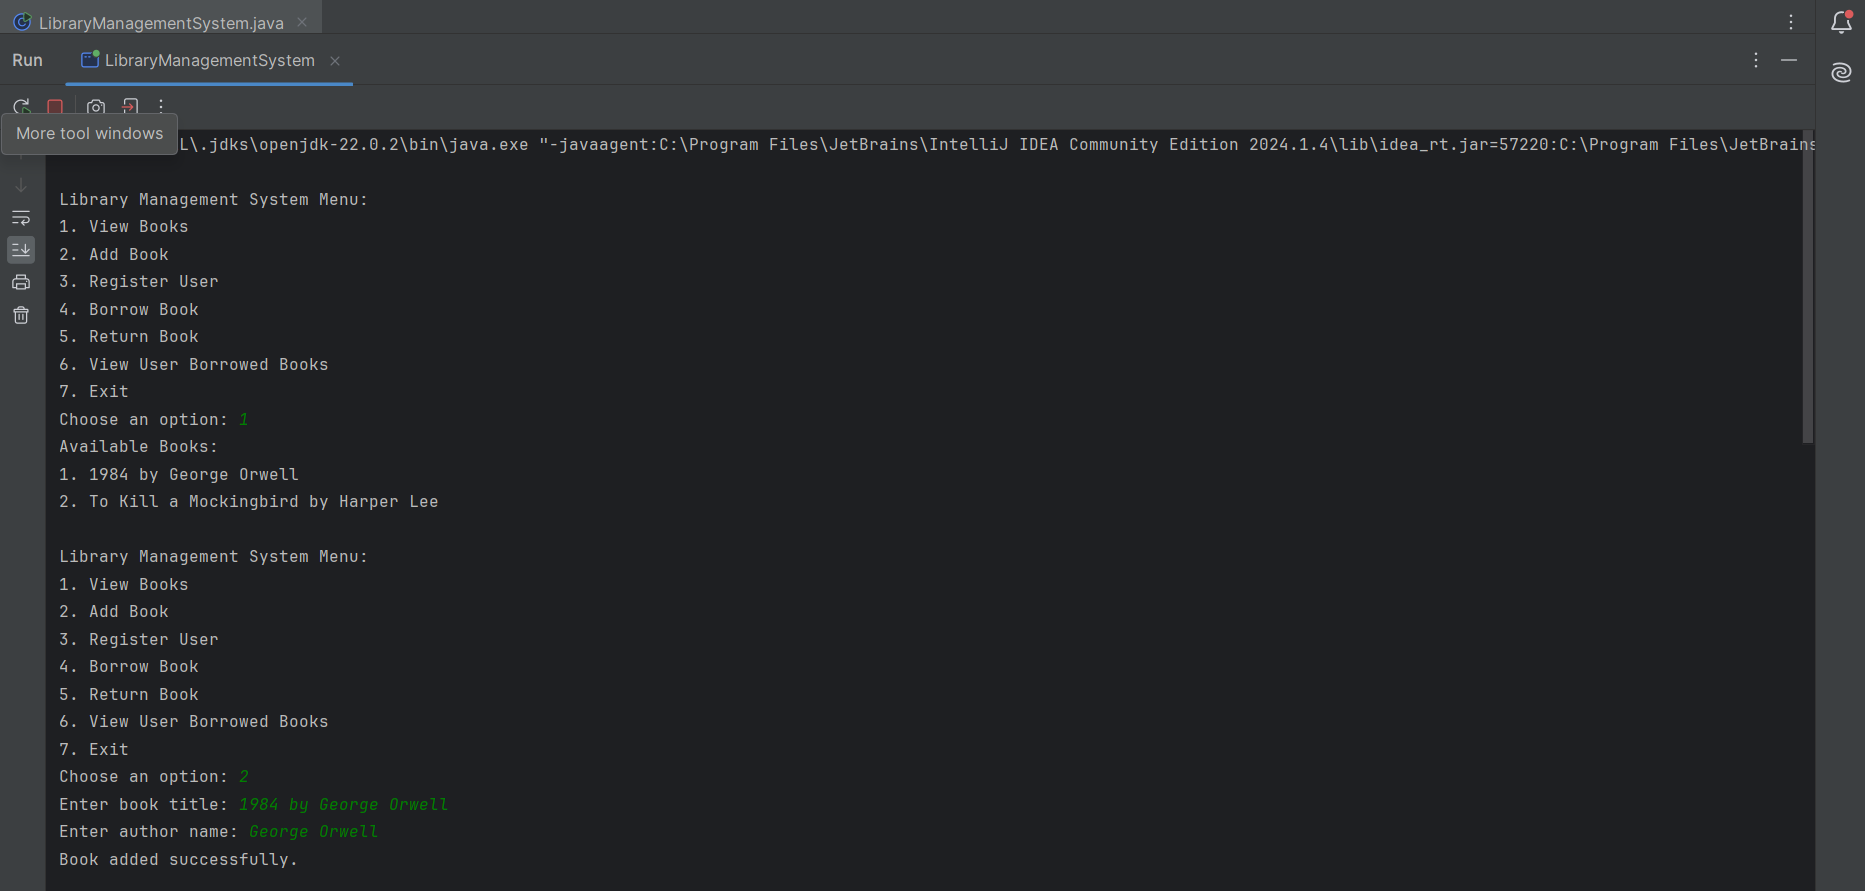 LibraryManagementSystem.java
Run LibraryManagementSystem
More tool windows
L\.jdks\openjdk-22.0.2\bin\java.exe "-javaagent:C:\Program Files\JetBrains\IntelliJ IDEA Community Edition 2024.1.4\lib\idea_rt.jar=57220:C:\Program Files\JetBrains
Library Management System Menu:
1. View Books
2. Add Book
3. Register User
4. Borrow Book
5. Return Book
6. View User Borrowed Books
7. Exit
Choose an option: 1
Available Books:
1. 1984 by George Orwell
2. To Kill a Mockingbird by Harper Lee
Library Management System Menu:
1. View Books
2. Add Book
3. Register User
4. Borrow Book
5. Return Book
6. View User Borrowed Books
7. Exit
Choose an option: 2
Enter book title: 1984 by George Orwell
Enter author name: George Orwell
Book added successfully.